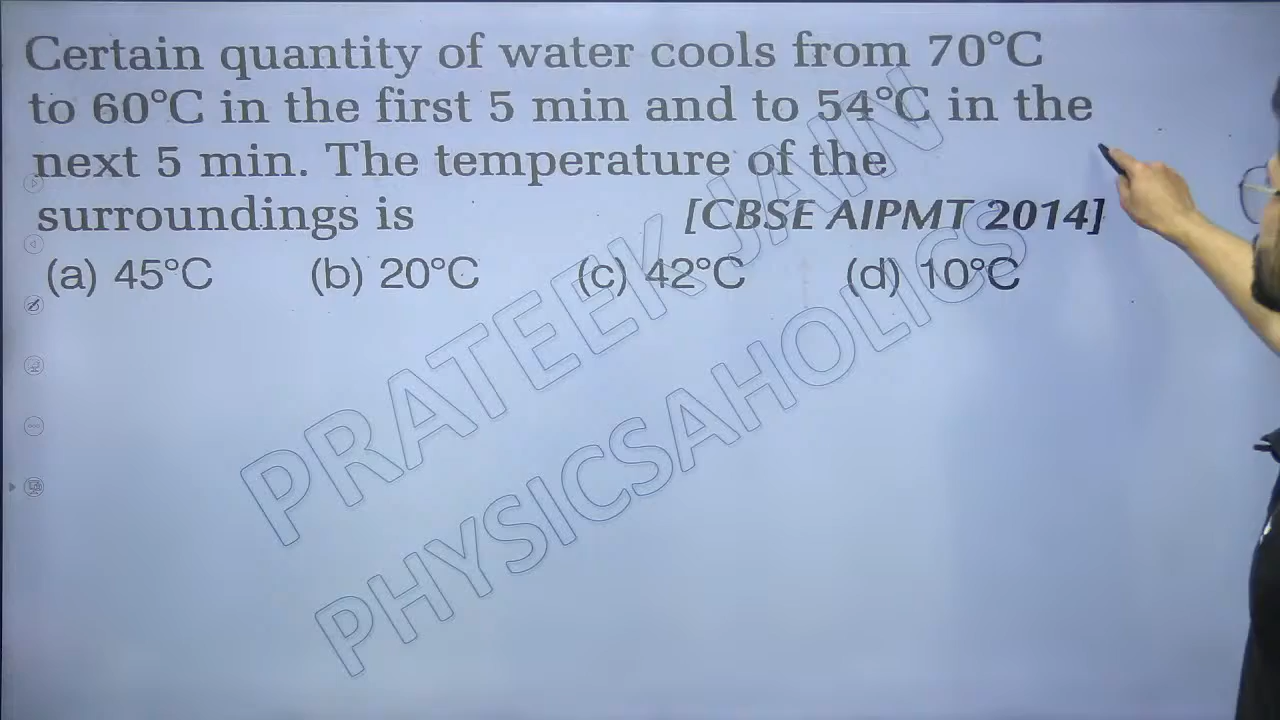 Certain quantity of water cools from 70°C
to 60°C in the first 5 min and to 54°C in the
next 5 min. The temperature of the
surroundings is [CBSE AIPMT 2014]
(a) 45°C (b) 20°C (c) 42°C (d) 10°C
PRATEEK JAIN
PHYSICSAHOLICS